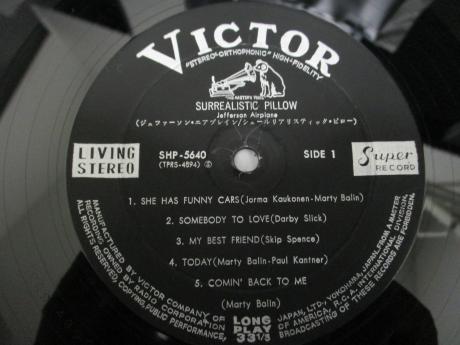 VICTOR
"STEREO-ORTHOPHONIC" HIGH-FIDELITY
"HIS MASTER'S VOICE"
SURREALISTIC PILLOW
Jefferson Airplane
(ジェファーソン・エアプレイン/シュールリアリスティック・ピロー)
LIVING STEREO
SHP-5640
(TPRS-4894)
SIDE 1
Super
RECORD
1. SHE HAS FUNNY CARS(Jorma Kaukonen-Marty Balin)
2. SOMEBODY TO LOVE(Darby Slick)
3. MY BEST FRIEND(Skip Spence)
4. TODAY(Marty Balin-Paul Kantner)
5. COMIN' BACK TO ME
(Marty Balin)
LONG
PLAY
33 1/3
MANUFACTURED BY VICTOR COMPANY OF JAPAN, LTD., YOKOHAMA, JAPAN, FROM A MASTER
RECORDING OWNED BY RADIO CORPORATION OF AMERICA, R.C.A. INTERNATIONAL DIVISION.
ALL RIGHTS RESERVED, COPYING, PUBLIC PERFORMANCE, BROADCASTING OF THESE RECORDS ARE FORBIDDEN.